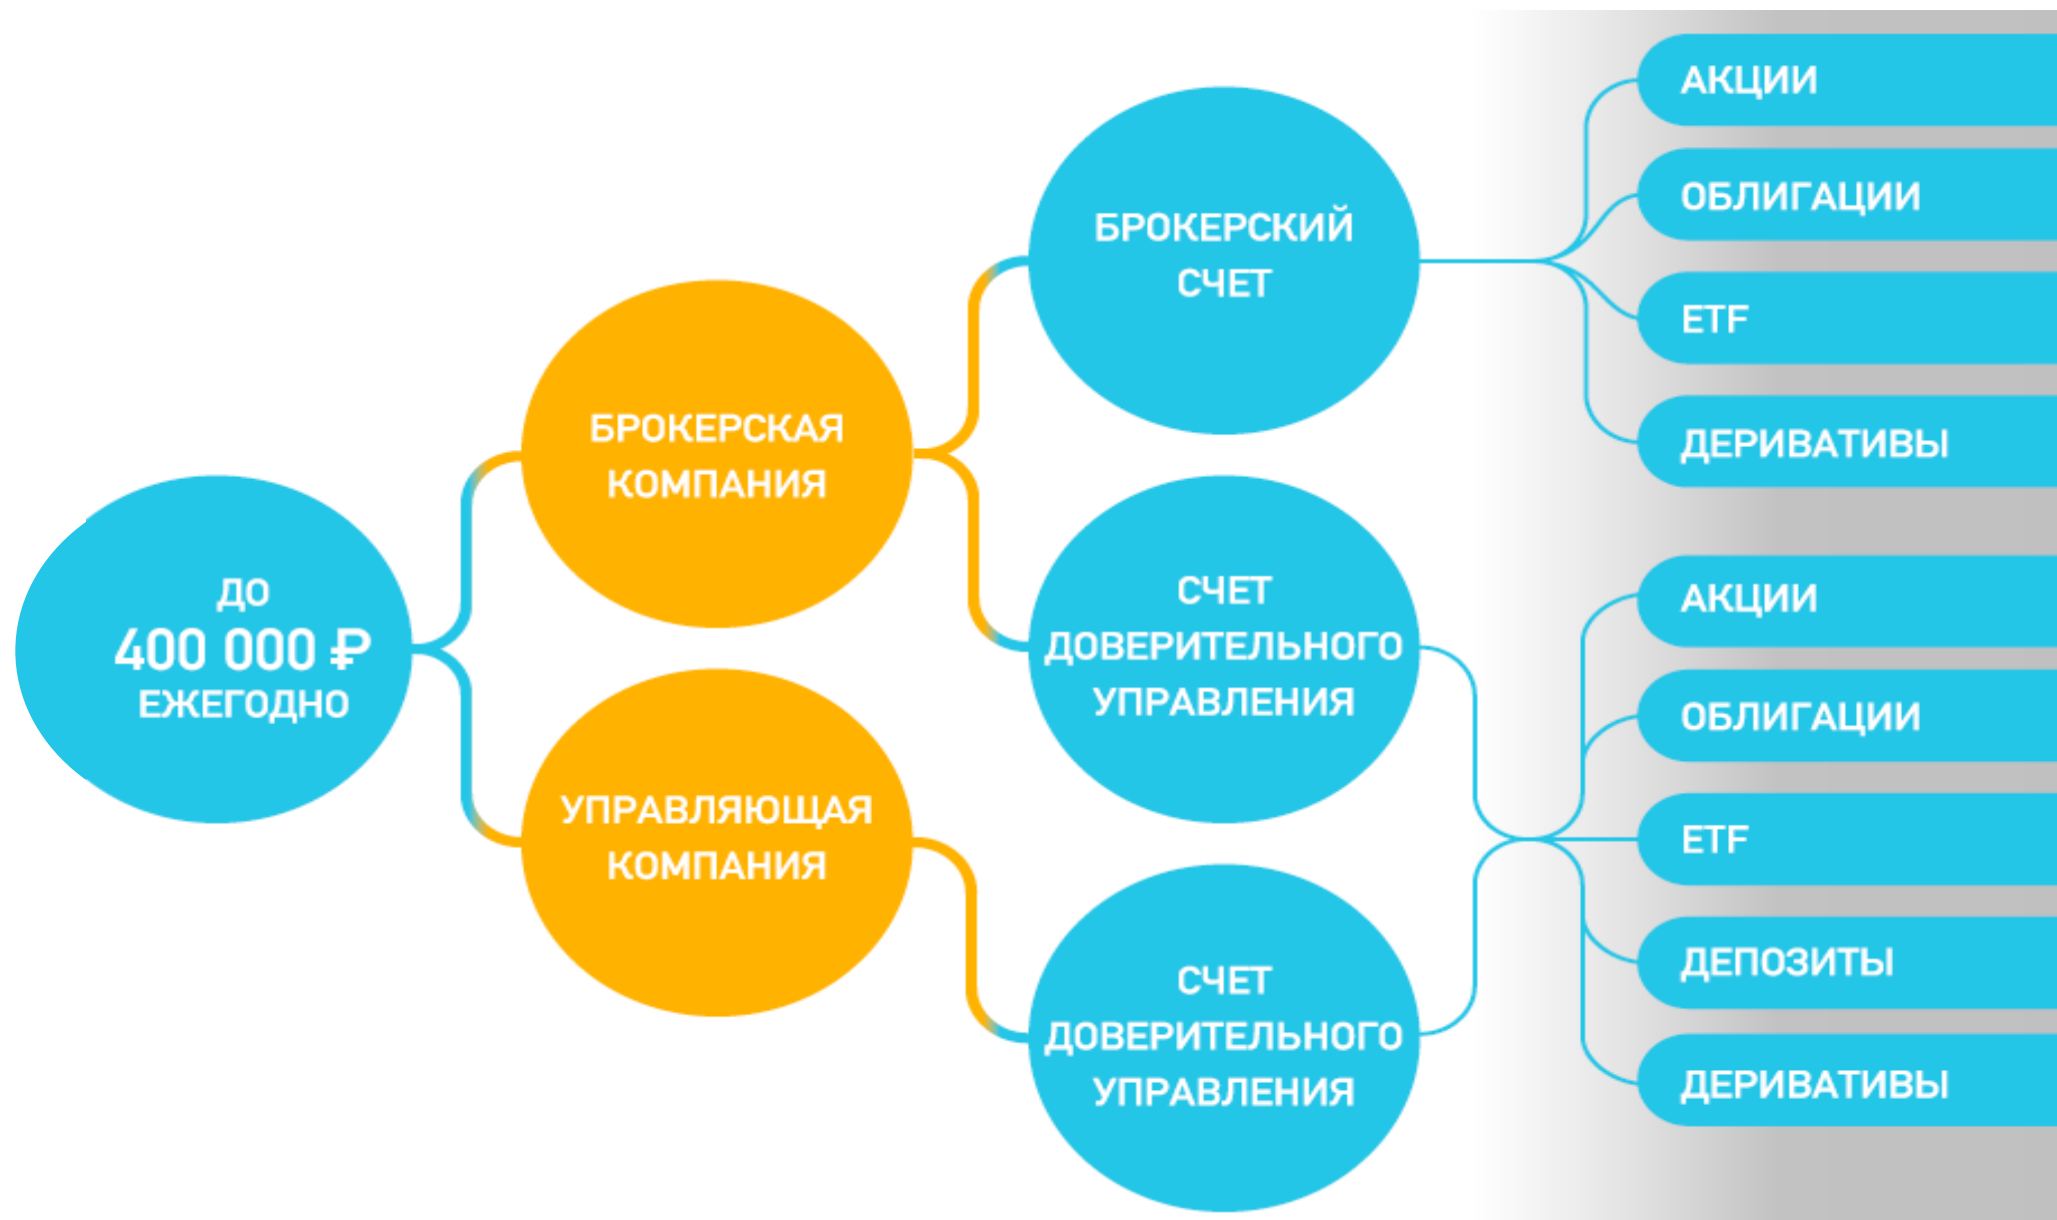 ДО
400 000 ₽
ЕЖЕГОДНО
БРОКЕРСКАЯ
КОМПАНИЯ
УПРАВЛЯЮЩАЯ
КОМПАНИЯ
БРОКЕРСКИЙ
СЧЕТ
СЧЕТ
ДОВЕРИТЕЛЬНОГО
УПРАВЛЕНИЯ
СЧЕТ
ДОВЕРИТЕЛЬНОГО
УПРАВЛЕНИЯ
АКЦИИ
ОБЛИГАЦИИ
ETF
ДЕРИВАТИВЫ
АКЦИИ
ОБЛИГАЦИИ
ETF
ДЕПОЗИТЫ
ДЕРИВАТИВЫ